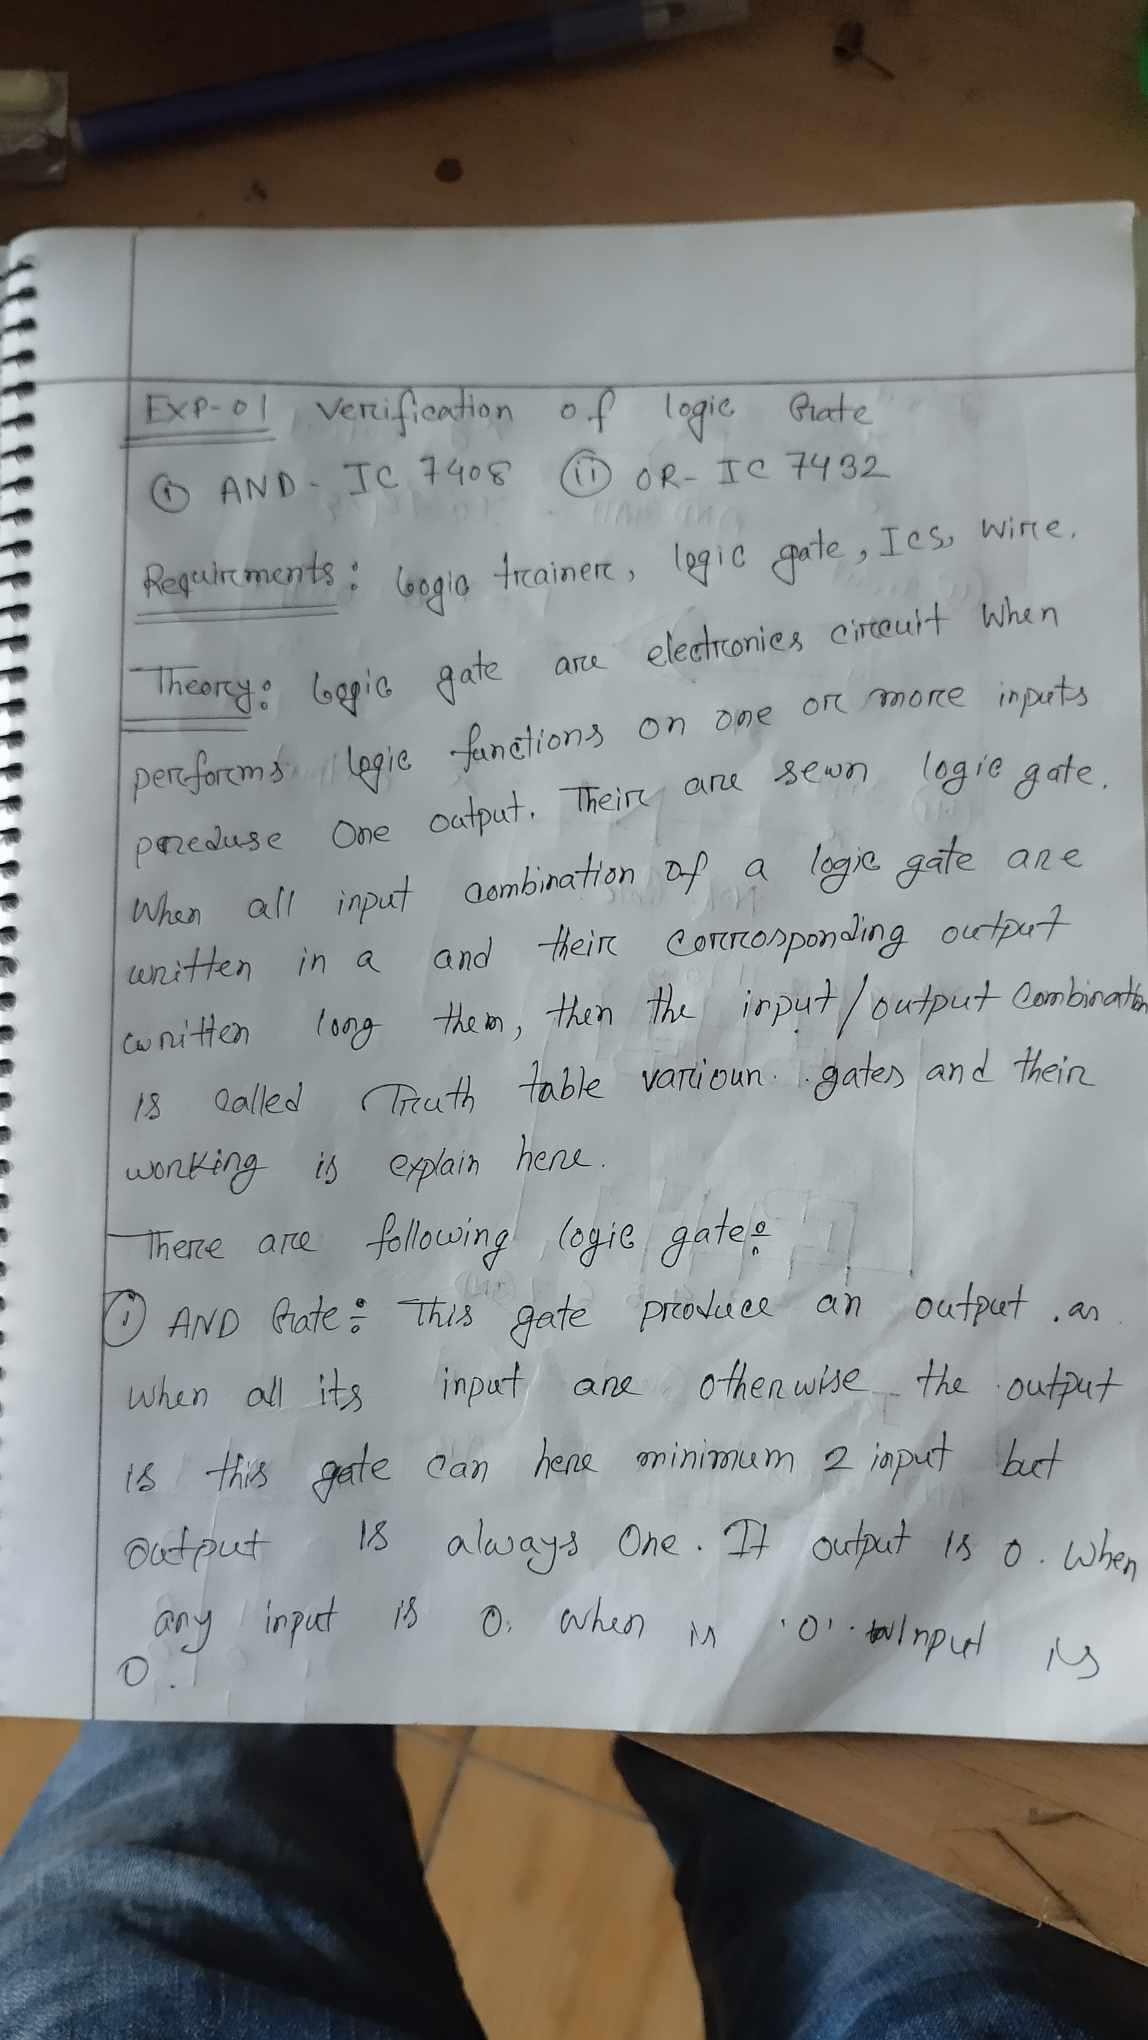 EXP-01 Verification of logic Gate
(i) AND - IC 7408 (ii) OR - IC 7432
Requirements: Logic trainer, logic gate, ICs, wire.
Theory: Logic gate are electronics circuit when
performs logic functions on one or more inputs
preduse One output. Their are sewn logic gate.
When all input combination of a logic gate are
written in a and their corrosponding output
written long them, then the input/output Combination
is called Truth table varioun gates and their
working is explain here.
There are following logic gate:
(i) AND Gate: This gate produce an output . as
when all its input are otherwise the output
is this gate can here minimum 2 input but
output is always One. It output is 0. When
any input is 0. when is '0'. Input is
0.